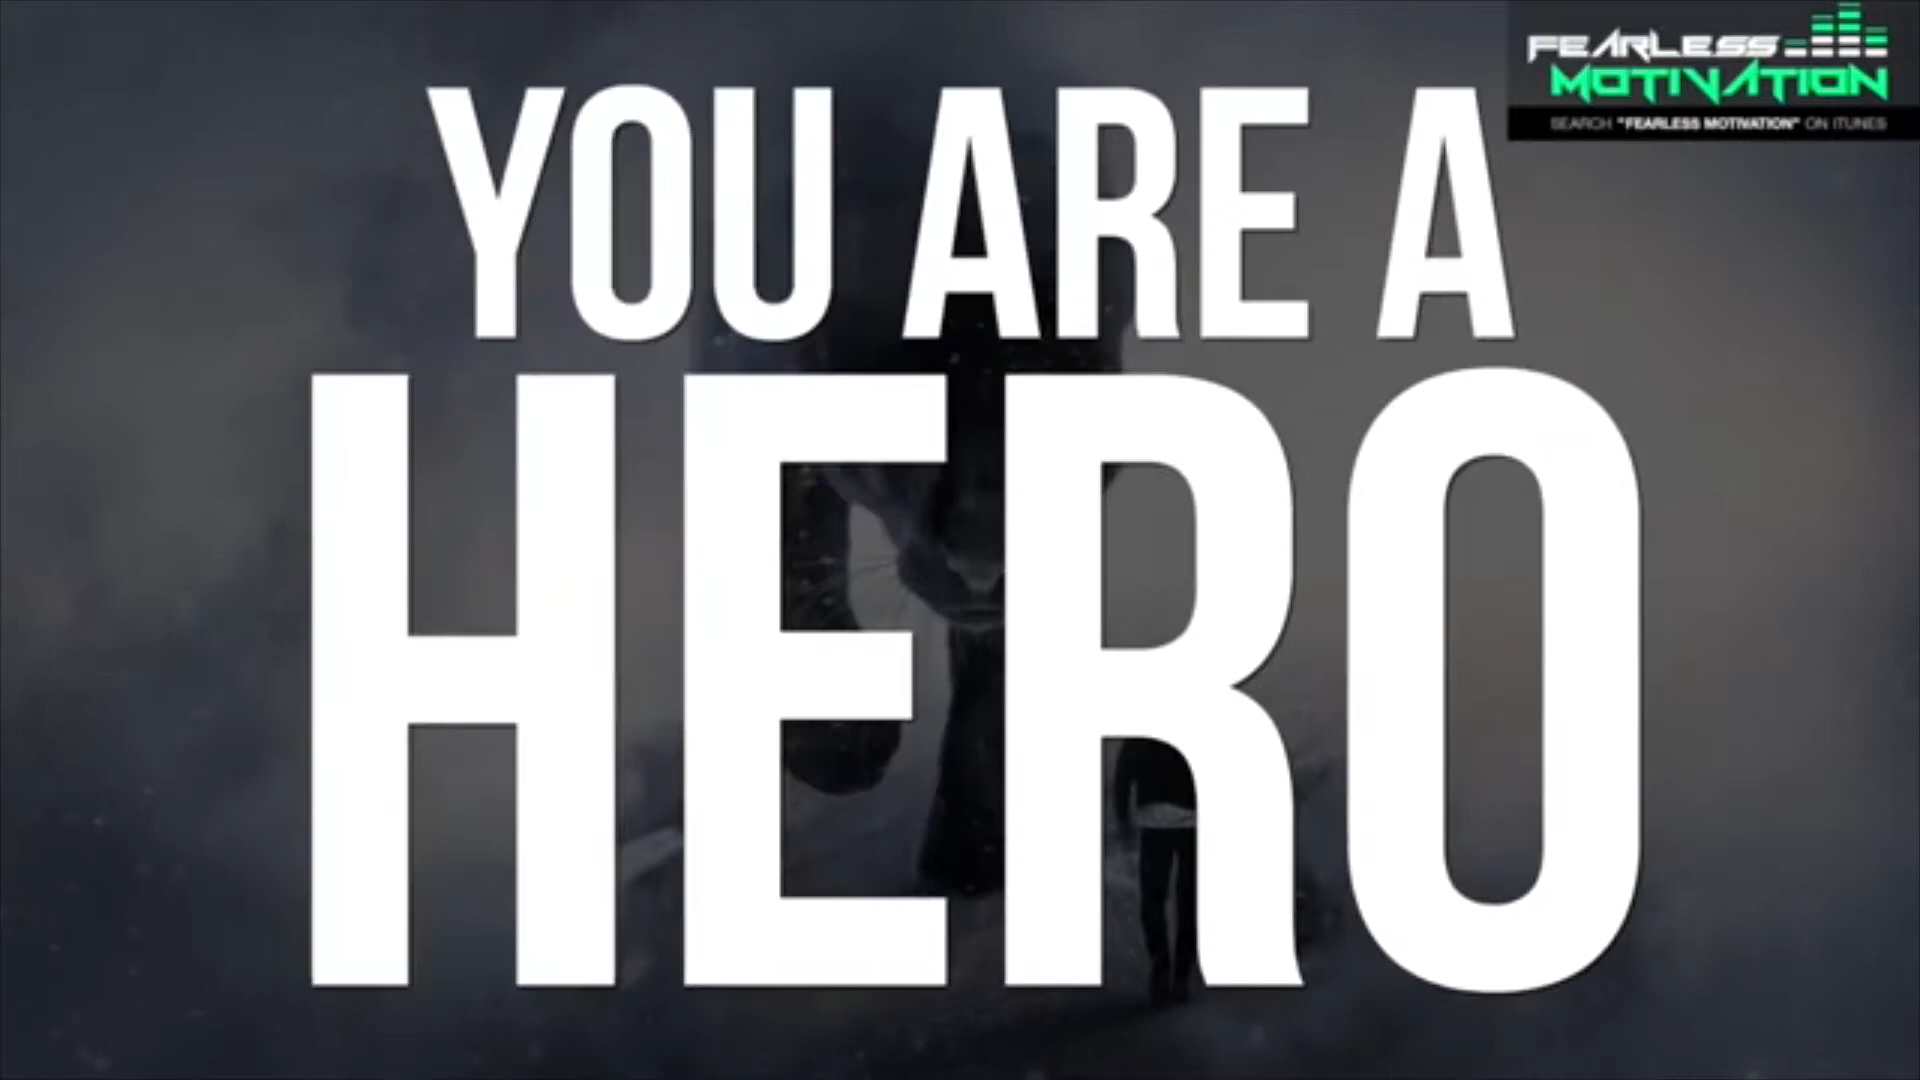 FEARLESS
MOTIVATION
SEARCH "FEARLESS MOTIVATION" ON ITUNES
YOU ARE A
HERO